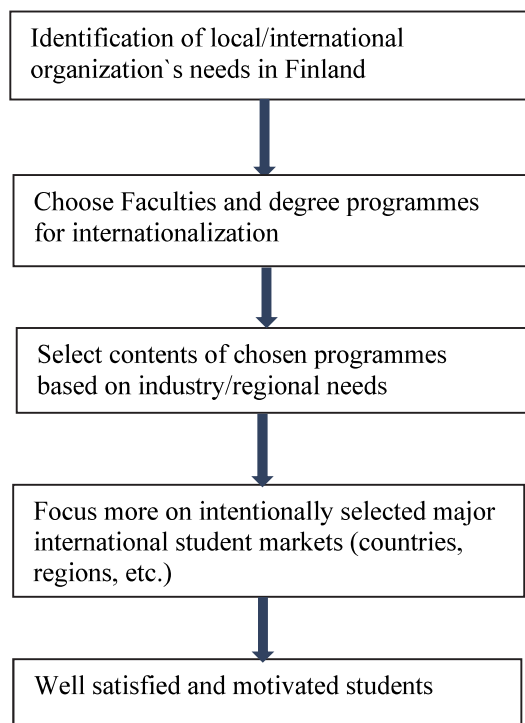 Identification of local/international
organization`s needs in Finland
Choose Faculties and degree programmes
for internationalization
Select contents of chosen programmes
based on industry/regional needs
Focus more on intentionally selected major
international student markets (countries,
regions, etc.)
Well satisfied and motivated students